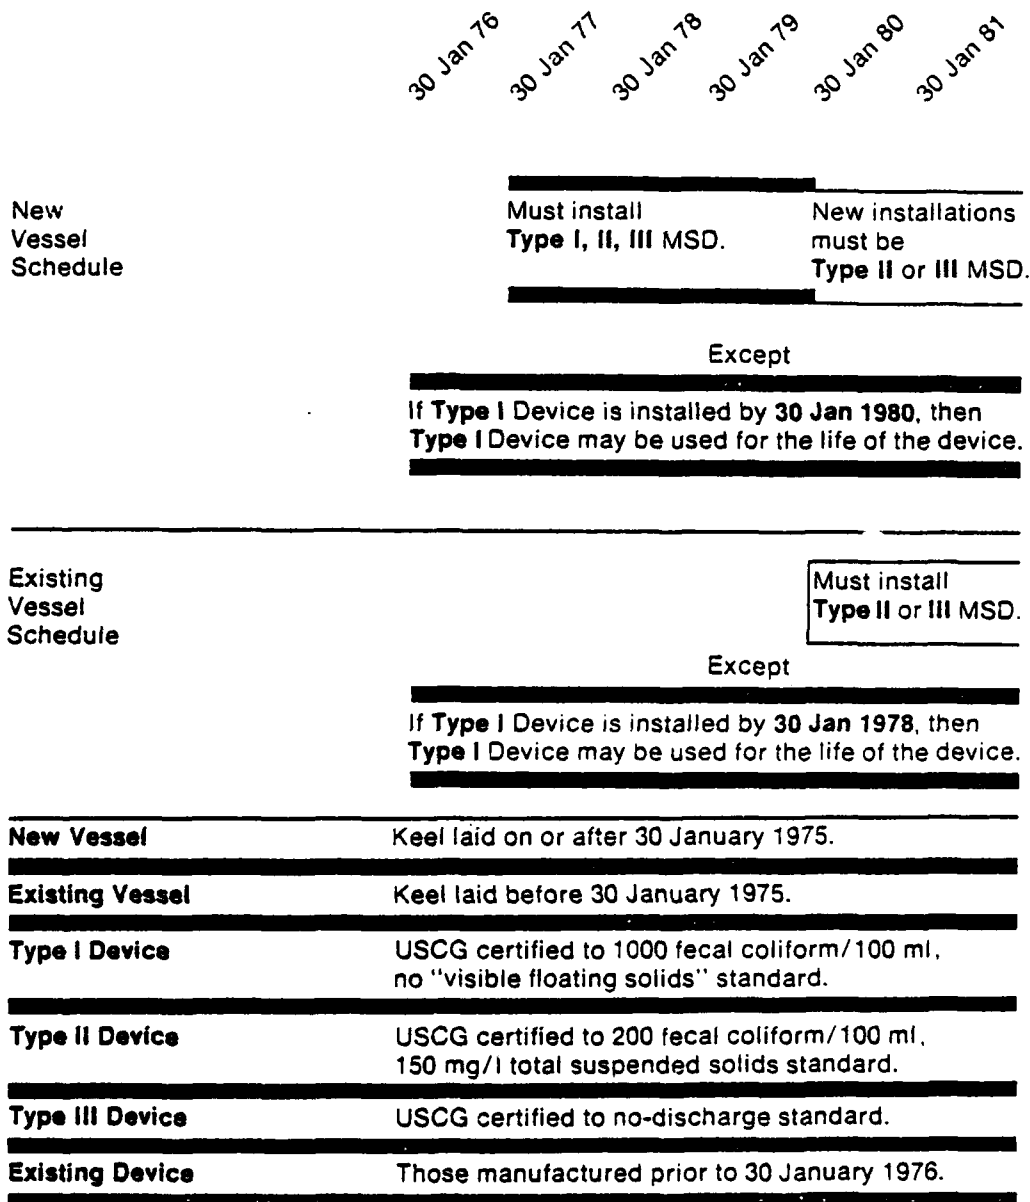 30 Jan 76
30 Jan 77
30 Jan 78
30 Jan 79
30 Jan 80
30 Jan 81
New
Vessel
Schedule
Must install
Type I, II, III MSD.
New installations
must be
Type II or III MSD.
Except
If Type I Device is installed by 30 Jan 1980, then
Type I Device may be used for the life of the device.
Existing
Vessel
Schedule
Must install
Type II or III MSD.
Except
If Type I Device is installed by 30 Jan 1978, then
Type I Device may be used for the life of the device.
New Vessel Keel laid on or after 30 January 1975.
Existing Vessel Keel laid before 30 January 1975.
Type I Device USCG certified to 1000 fecal coliform/100 ml,
no "visible floating solids" standard.
Type II Device USCG certified to 200 fecal coliform/100 ml,
150 mg/l total suspended solids standard.
Type III Device USCG certified to no-discharge standard.
Existing Device Those manufactured prior to 30 January 1976.